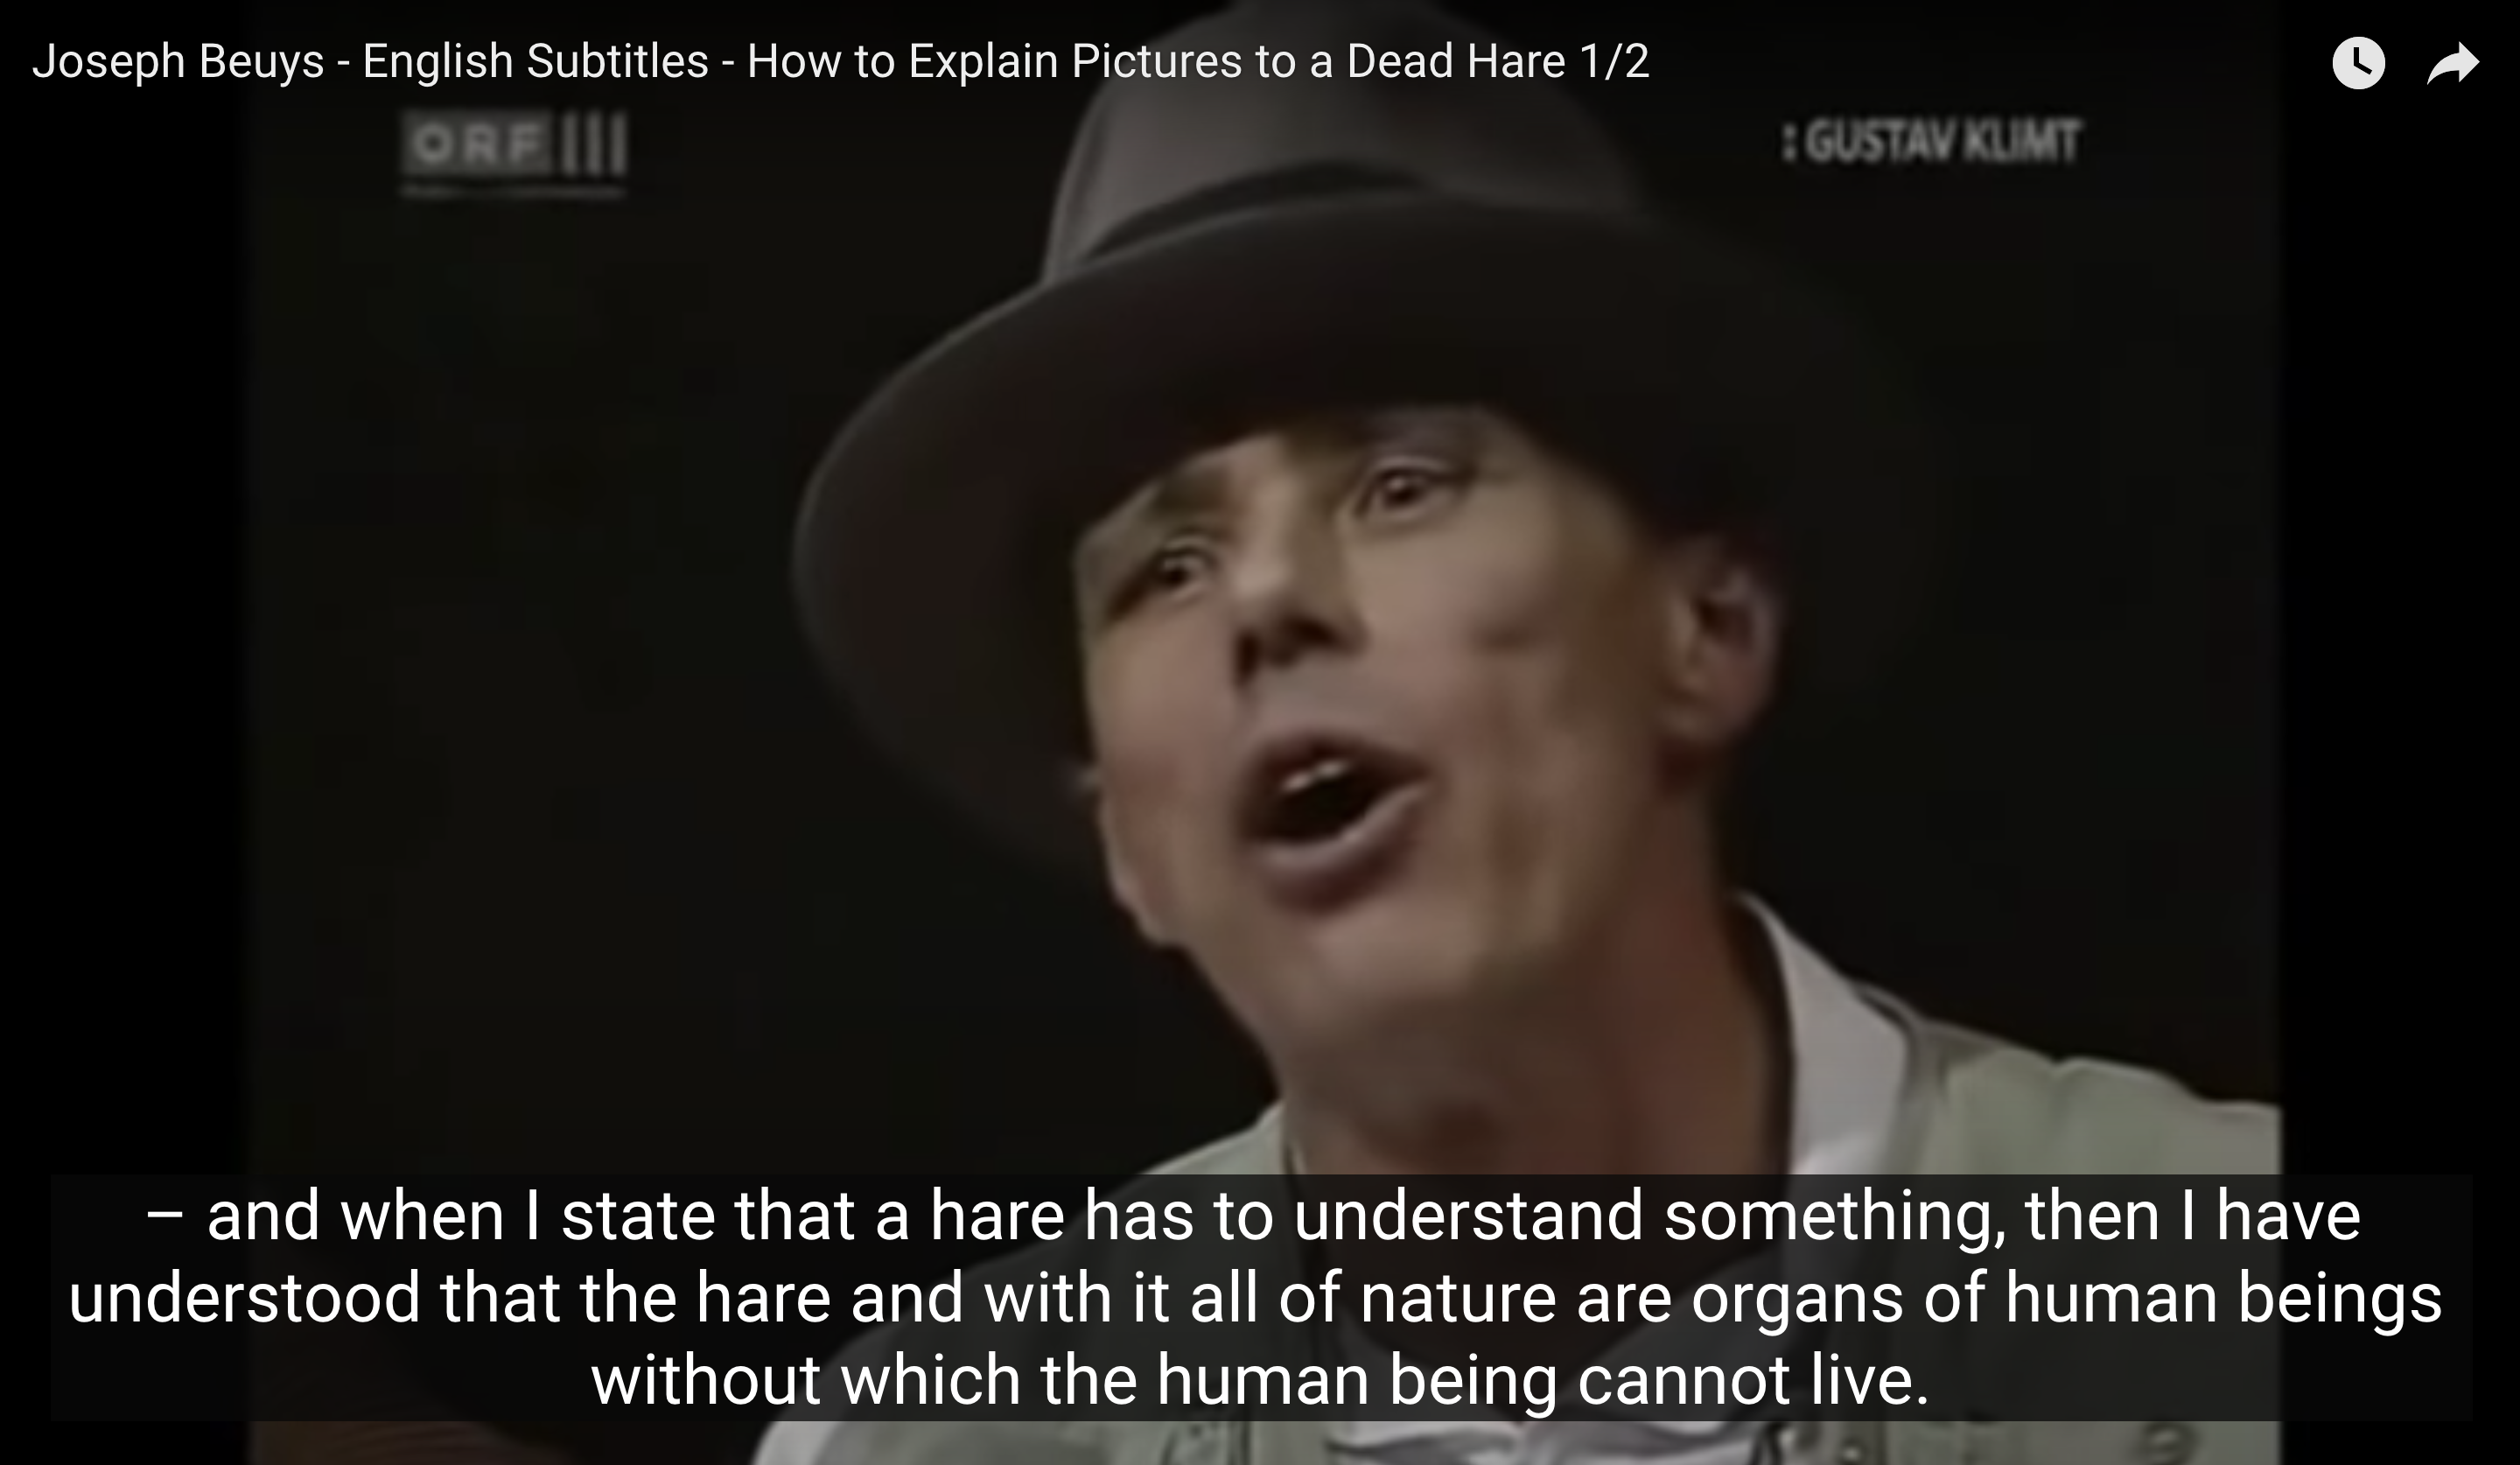 Joseph Beuys - English Subtitles - How to Explain Pictures to a Dead Hare 1/2
ORF III
: GUSTAV KLIMT
– and when I state that a hare has to understand something, then I have
understood that the hare and with it all of nature are organs of human beings
without which the human being cannot live.